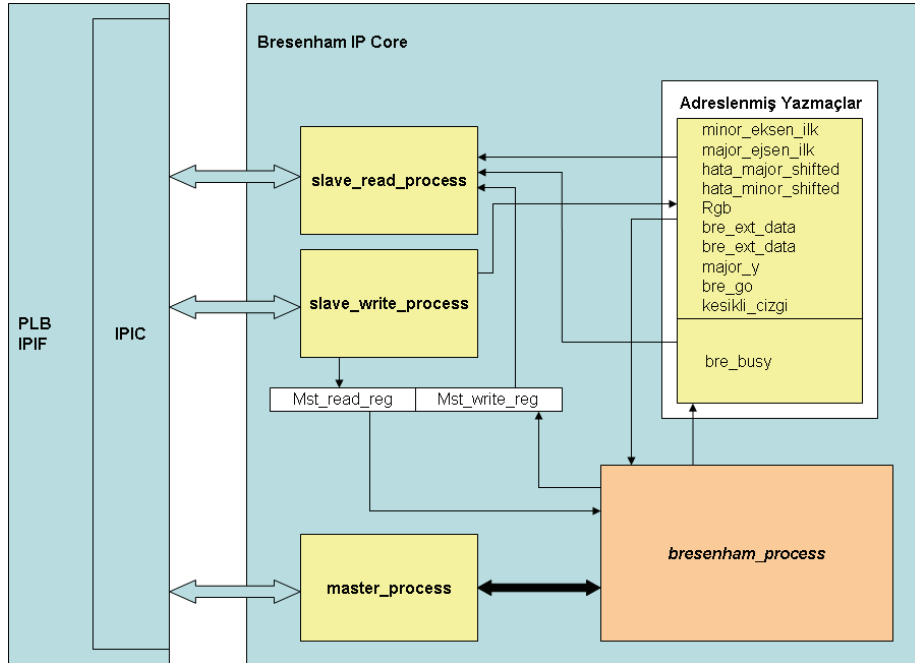 Bresenham IP Core
Adreslenmiş Yazmaçlar
minor_eksen_ilk
major_ejsen_ilk
hata_major_shifted
hata_minor_shifted
Rgb
bre_ext_data
bre_ext_data
major_y
bre_go
kesikli_cizgi
bre_busy
slave_read_process
slave_write_process
PLB
IPIF
IPIC
Mst_read_reg
Mst_write_reg
bresenham_process
master_process